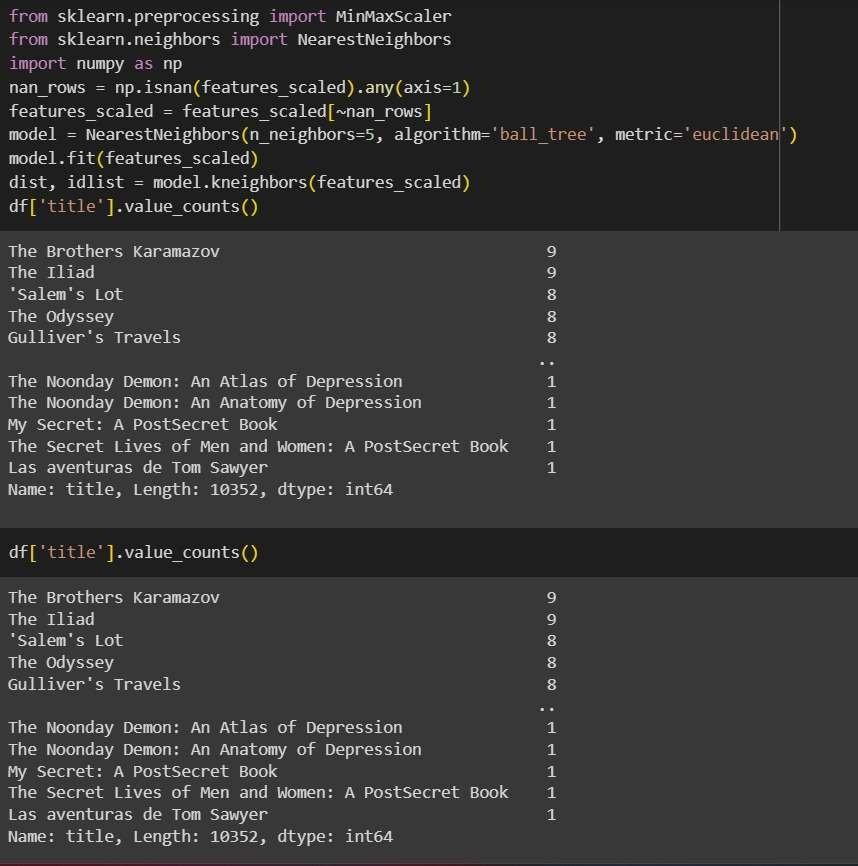 from sklearn.preprocessing import MinMaxScaler
from sklearn.neighbors import NearestNeighbors
import numpy as np
nan_rows = np.isnan(features_scaled).any(axis=1)
features_scaled = features_scaled[~nan_rows]
model = NearestNeighbors(n_neighbors=5, algorithm='ball_tree', metric='euclidean')
model.fit(features_scaled)
dist, idlist = model.kneighbors(features_scaled)
df['title'].value_counts()
The Brothers Karamazov 9
The Iliad 9
'Salem's Lot 8
The Odyssey 8
Gulliver's Travels 8
..
The Noonday Demon: An Atlas of Depression 1
The Noonday Demon: An Anatomy of Depression 1
My Secret: A PostSecret Book 1
The Secret Lives of Men and Women: A PostSecret Book 1
Las aventuras de Tom Sawyer 1
Name: title, Length: 10352, dtype: int64
df['title'].value_counts()
The Brothers Karamazov 9
The Iliad 9
'Salem's Lot 8
The Odyssey 8
Gulliver's Travels 8
..
The Noonday Demon: An Atlas of Depression 1
The Noonday Demon: An Anatomy of Depression 1
My Secret: A PostSecret Book 1
The Secret Lives of Men and Women: A PostSecret Book 1
Las aventuras de Tom Sawyer 1
Name: title, Length: 10352, dtype: int64